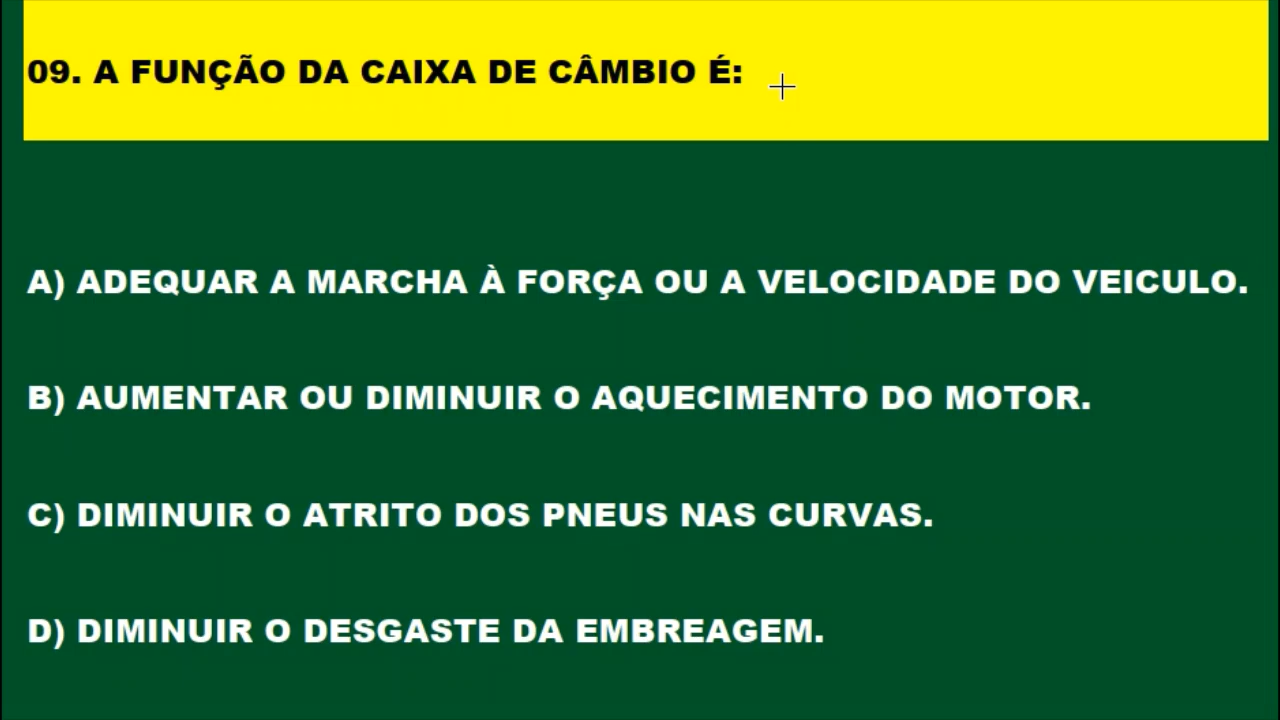 09. A FUNÇÃO DA CAIXA DE CÂMBIO É:
A) ADEQUAR A MARCHA À FORÇA OU A VELOCIDADE DO VEICULO.
B) AUMENTAR OU DIMINUIR O AQUECIMENTO DO MOTOR.
C) DIMINUIR O ATRITO DOS PNEUS NAS CURVAS.
D) DIMINUIR O DESGASTE DA EMBREAGEM.